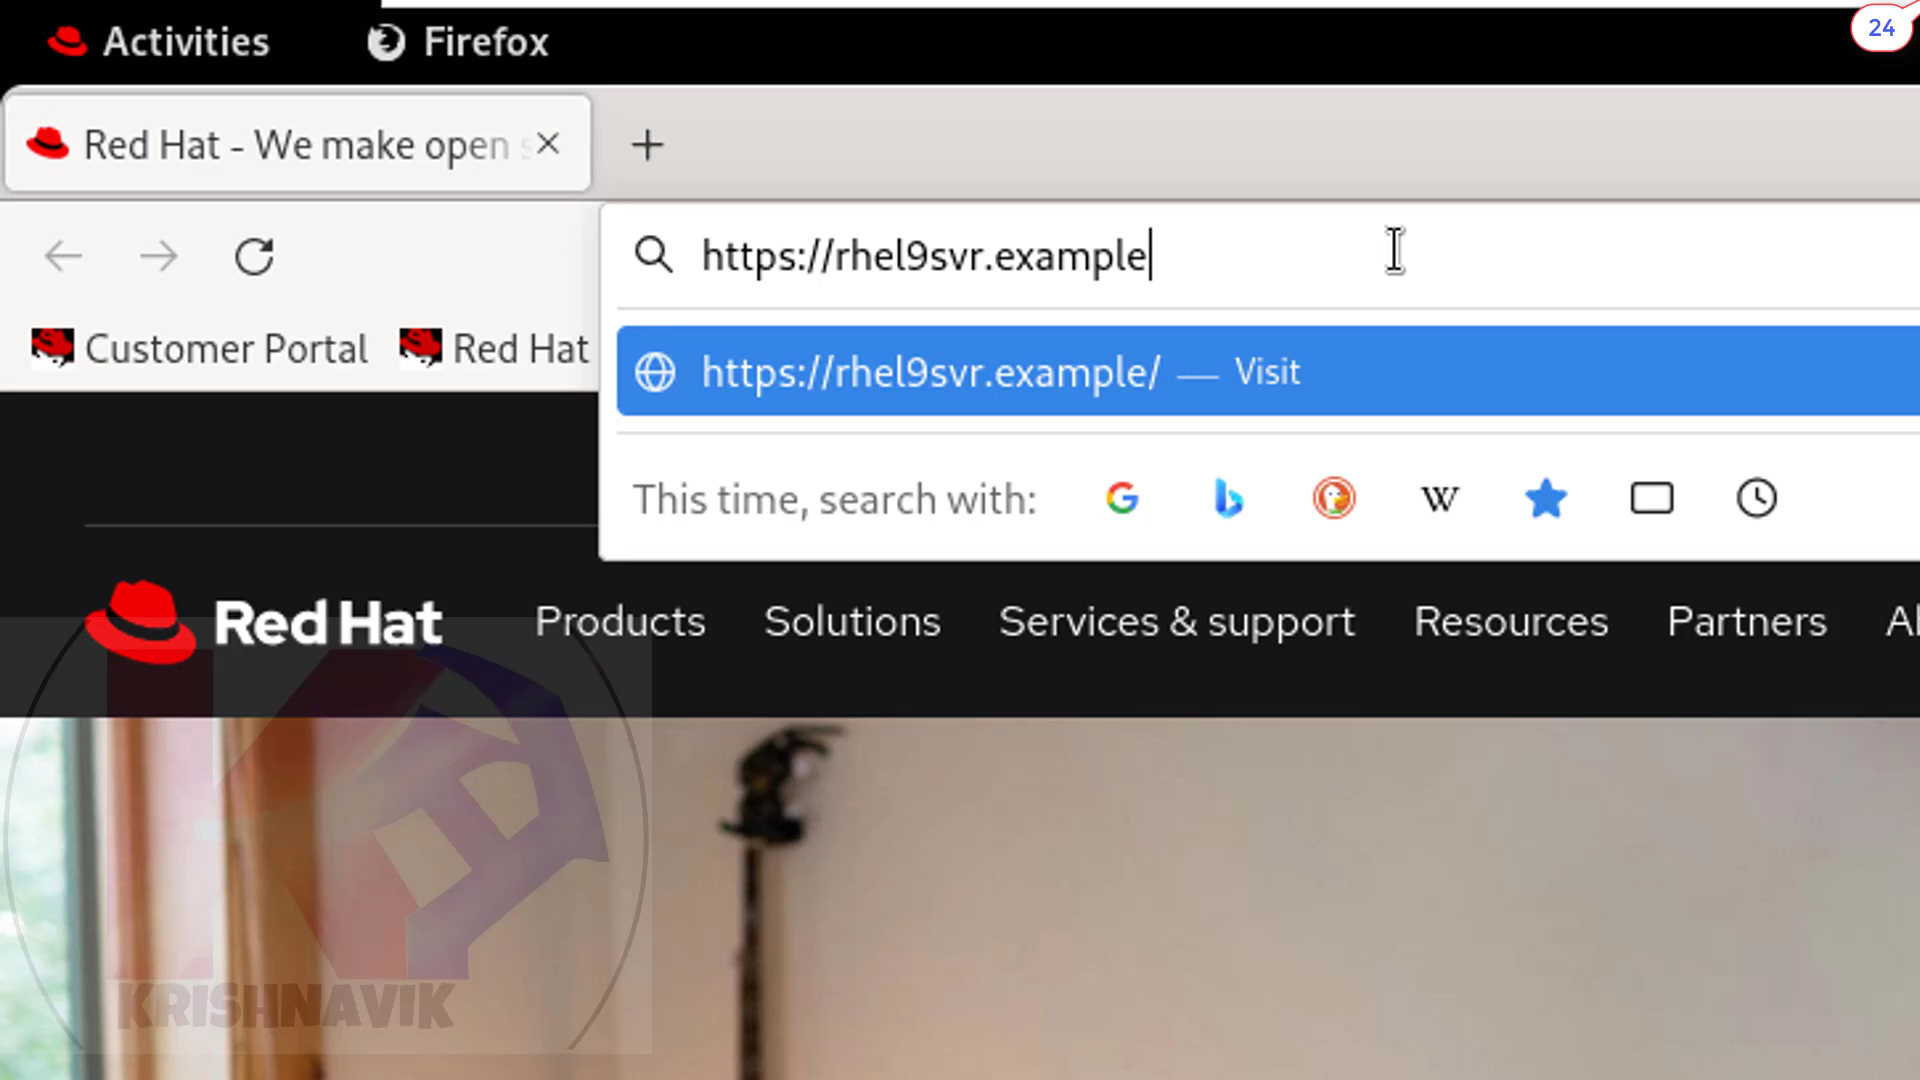 Activities Firefox 24
Red Hat - We make open s
https://rhel9svr.example
Customer Portal Red Hat
https://rhel9svr.example/ — Visit
This time, search with:
Red Hat Products Solutions Services & support Resources Partners
KRISHNAVIK